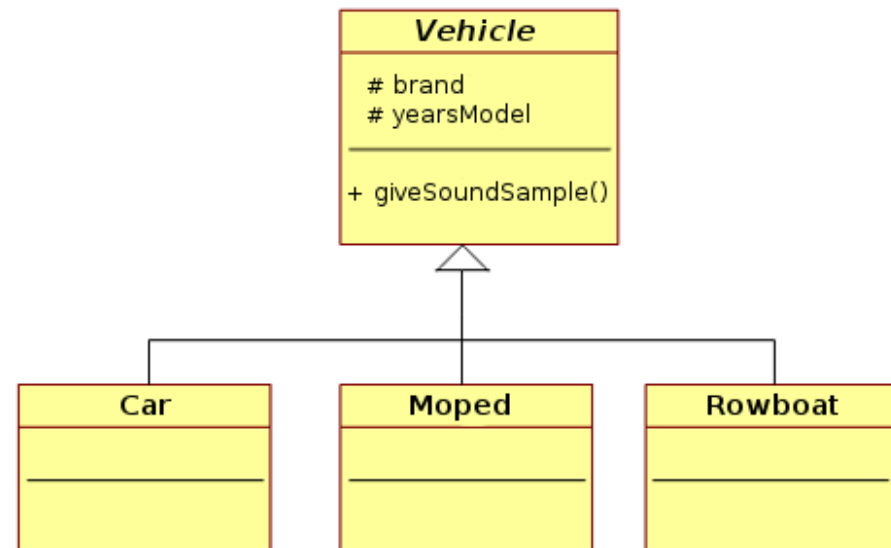 Vehicle
# brand
# yearsModel
+ giveSoundSample()
Car
Moped
Rowboat